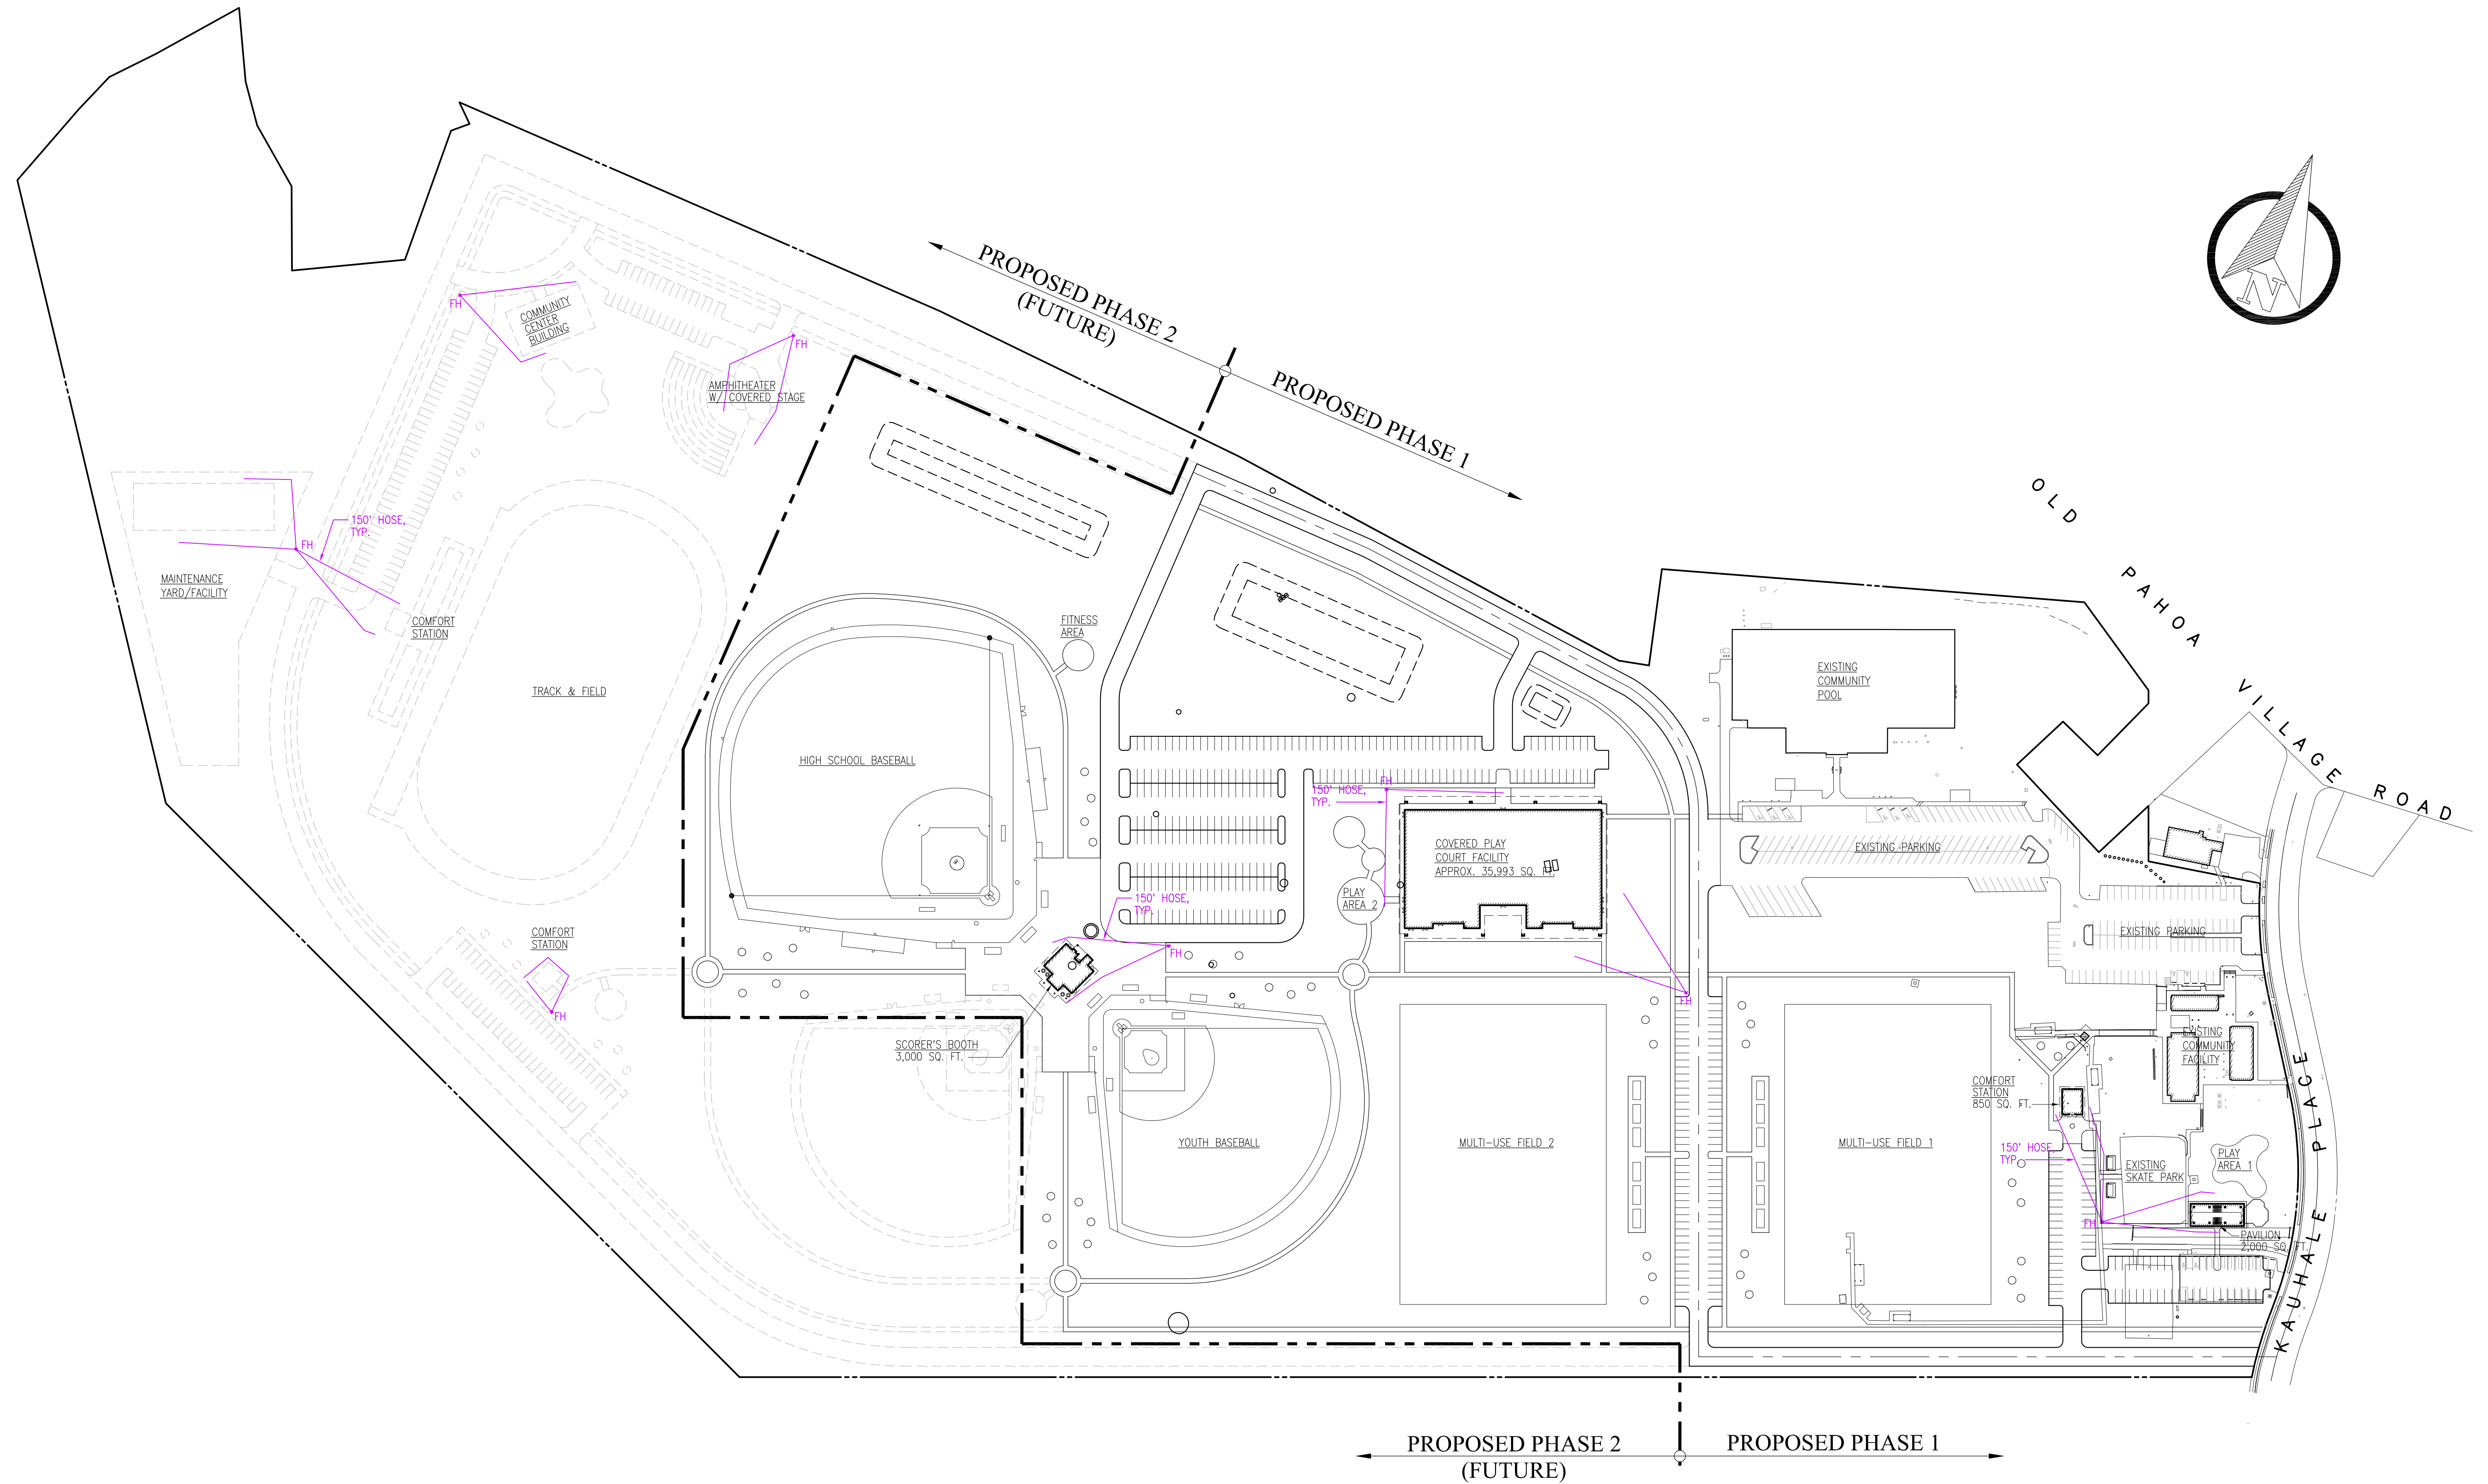 PROPOSED PHASE 2
(FUTURE)
PROPOSED PHASE 1
N
FH
COMMUNITY
CENTER
BUILDING
FH
AMPHITHEATER
W/ COVERED STAGE
150' HOSE,
TYP.
FH
MAINTENANCE
YARD/FACILITY
COMFORT
STATION
TRACK & FIELD
FITNESS
AREA
HIGH SCHOOL BASEBALL
EXISTING
COMMUNITY
POOL
OLD PAHOA VILLAGE ROAD
FH
150' HOSE,
TYP.
COVERED PLAY
COURT FACILITY
APPROX. 35,993 SQ. FT.
PLAY
AREA 2
EXISTING PARKING
150' HOSE,
TYP.
FH
EXISTING PARKING
COMFORT
STATION
FH
FH
SCORER'S BOOTH
3,000 SQ. FT.
EXISTING
COMMUNITY
FACILITY
COMFORT
STATION
850 SQ. FT.
YOUTH BASEBALL
MULTI-USE FIELD 2
MULTI-USE FIELD 1
150' HOSE,
TYP.
EXISTING
SKATE PARK
PLAY
AREA 1
FH
PAVILION
2,000 SQ. FT.
KAUHALE PLACE
PROPOSED PHASE 2
(FUTURE)
PROPOSED PHASE 1